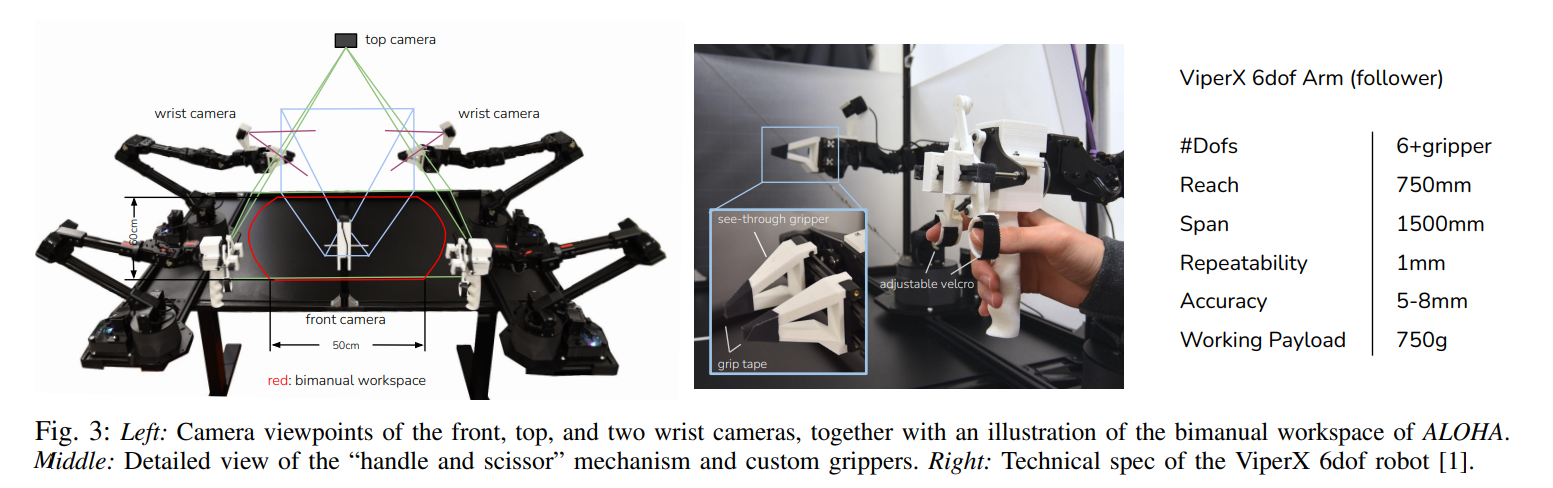 top camera
wrist camera
wrist camera
60cm
front camera
50cm
red: bimanual workspace
see-through gripper
adjustable velcro
grip tape
ViperX 6dof Arm (follower)
#Dofs 6+gripper
Reach 750mm
Span 1500mm
Repeatability 1mm
Accuracy 5-8mm
Working Payload 750g
Fig. 3: Left: Camera viewpoints of the front, top, and two wrist cameras, together with an illustration of the bimanual workspace of ALOHA.
Middle: Detailed view of the “handle and scissor” mechanism and custom grippers. Right: Technical spec of the ViperX 6dof robot [1].